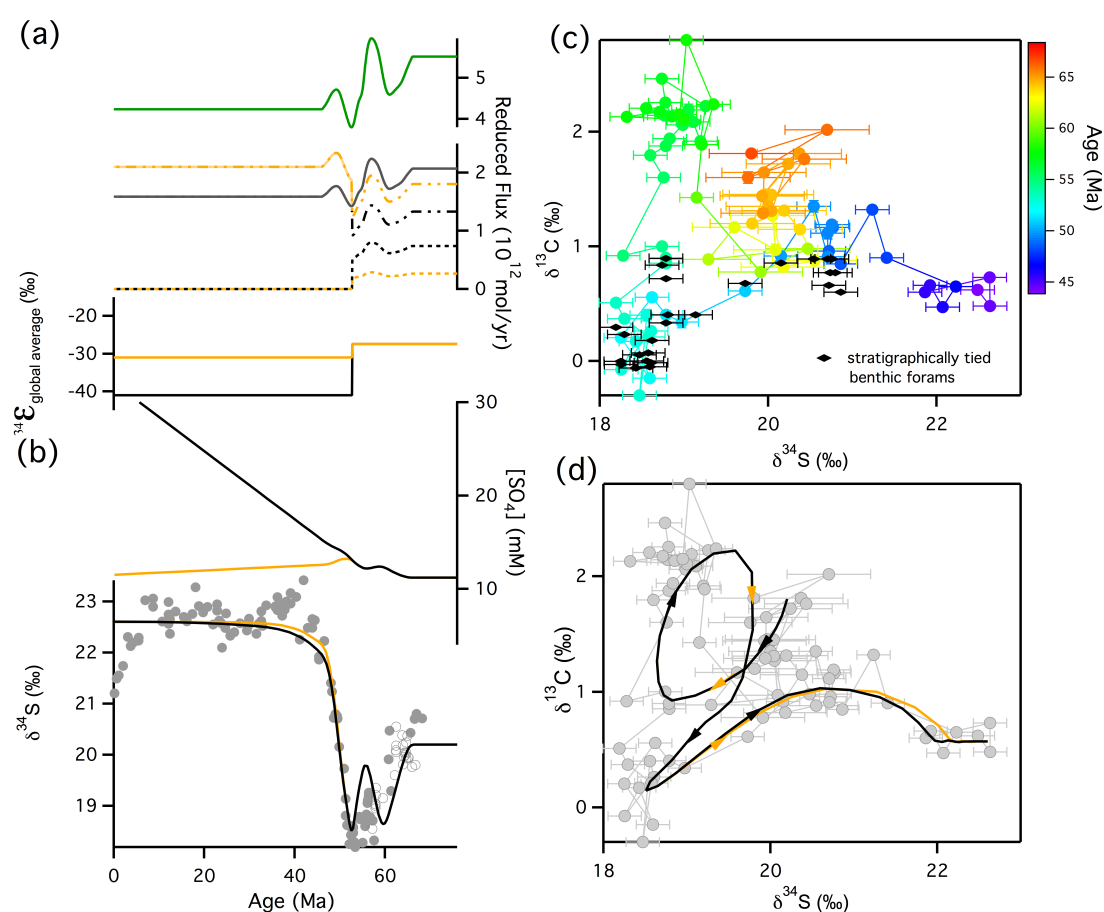 (a)
5
4
2
1
0
Reduced Flux (10¹² mol/yr)
-20
-30
-40
³⁴ε global average (‰)
(b)
30
20
10
[SO₄] (mM)
23
22
21
20
19
δ³⁴S (‰)
0 20 40 60
Age (Ma)
(c)
2
1
0
δ¹³C (‰)
18 20 22
δ³⁴S (‰)
stratigraphically tied
benthic forams
65
60
55
50
45
Age (Ma)
(d)
2
1
0
δ¹³C (‰)
18 20 22
δ³⁴S (‰)